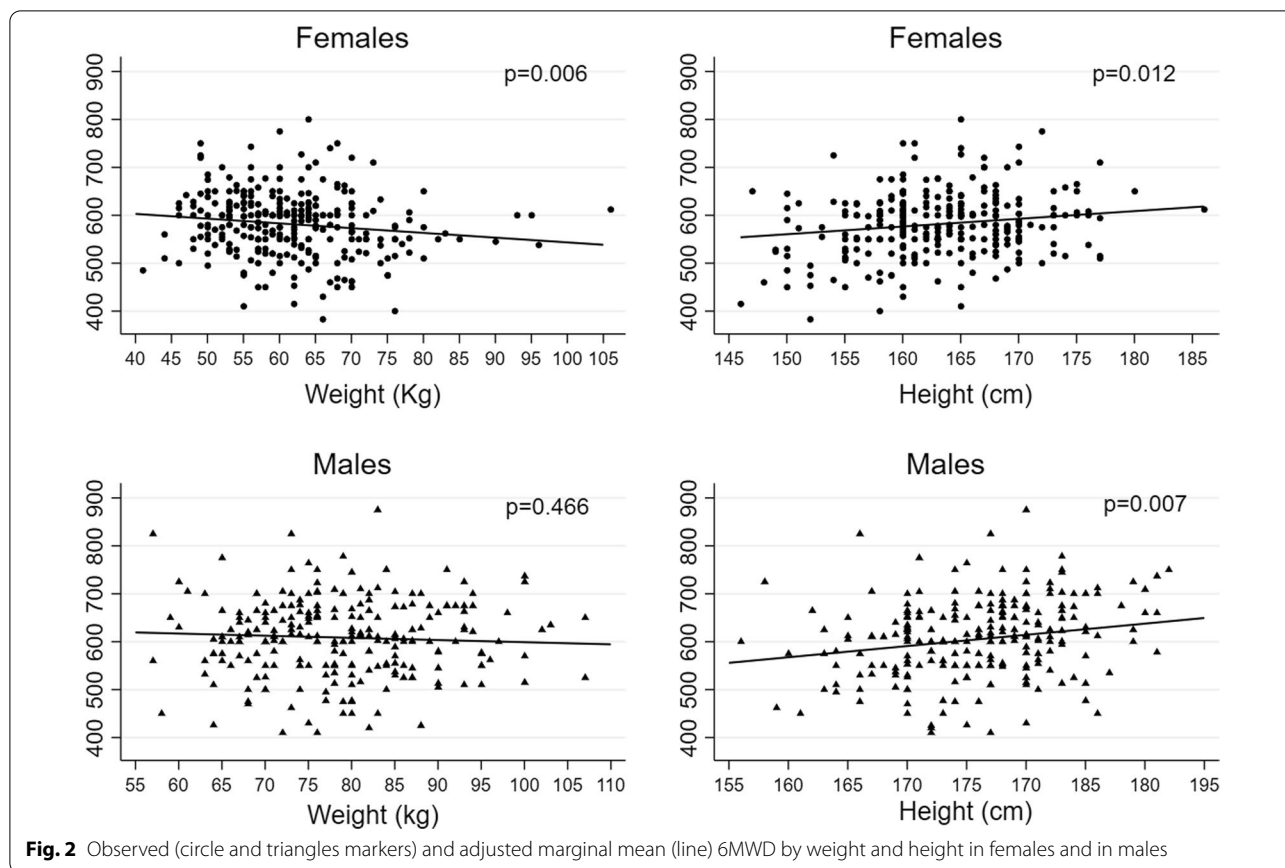 Females
p=0.006
900
800
700
600
500
400
40 45 50 55 60 65 70 75 80 85 90 95 100 105
Weight (Kg)
Females
p=0.012
900
800
700
600
500
400
145 150 155 160 165 170 175 180 185
Height (cm)
Males
p=0.466
900
800
700
600
500
400
55 60 65 70 75 80 85 90 95 100 105 110
Weight (kg)
Males
p=0.007
900
800
700
600
500
400
155 160 165 170 175 170 185 190 195
Height (cm)
Fig. 2 Observed (circle and triangles markers) and adjusted marginal mean (line) 6MWD by weight and height in females and in males